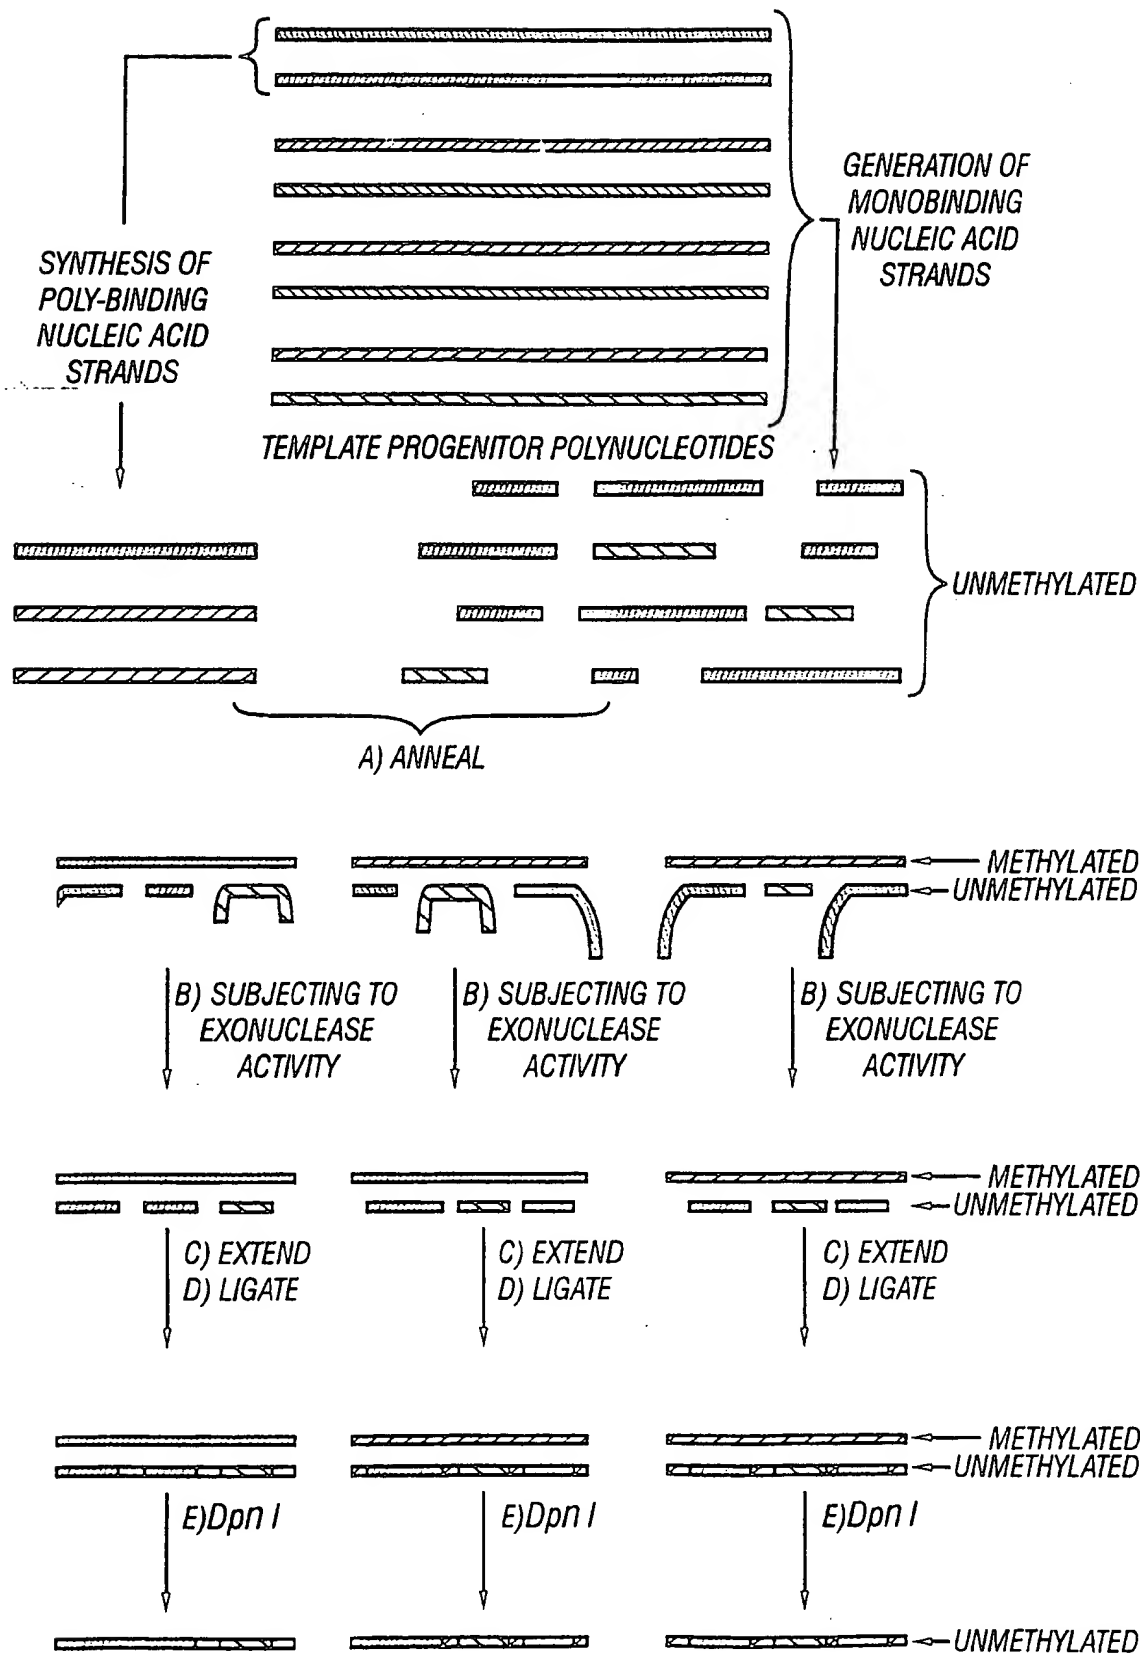 GENERATION OF
MONOBINDING
NUCLEIC ACID
STRANDS
SYNTHESIS OF
POLY-BINDING
NUCLEIC ACID
STRANDS
TEMPLATE PROGENITOR POLYNUCLEOTIDES
UNMETHYLATED
A) ANNEAL
METHYLATED
UNMETHYLATED
B) SUBJECTING TO
EXONUCLEASE
ACTIVITY
B) SUBJECTING TO
EXONUCLEASE
ACTIVITY
B) SUBJECTING TO
EXONUCLEASE
ACTIVITY
METHYLATED
UNMETHYLATED
C) EXTEND
D) LIGATE
C) EXTEND
D) LIGATE
C) EXTEND
D) LIGATE
METHYLATED
UNMETHYLATED
E)Dpn I
E)Dpn I
E)Dpn I
UNMETHYLATED